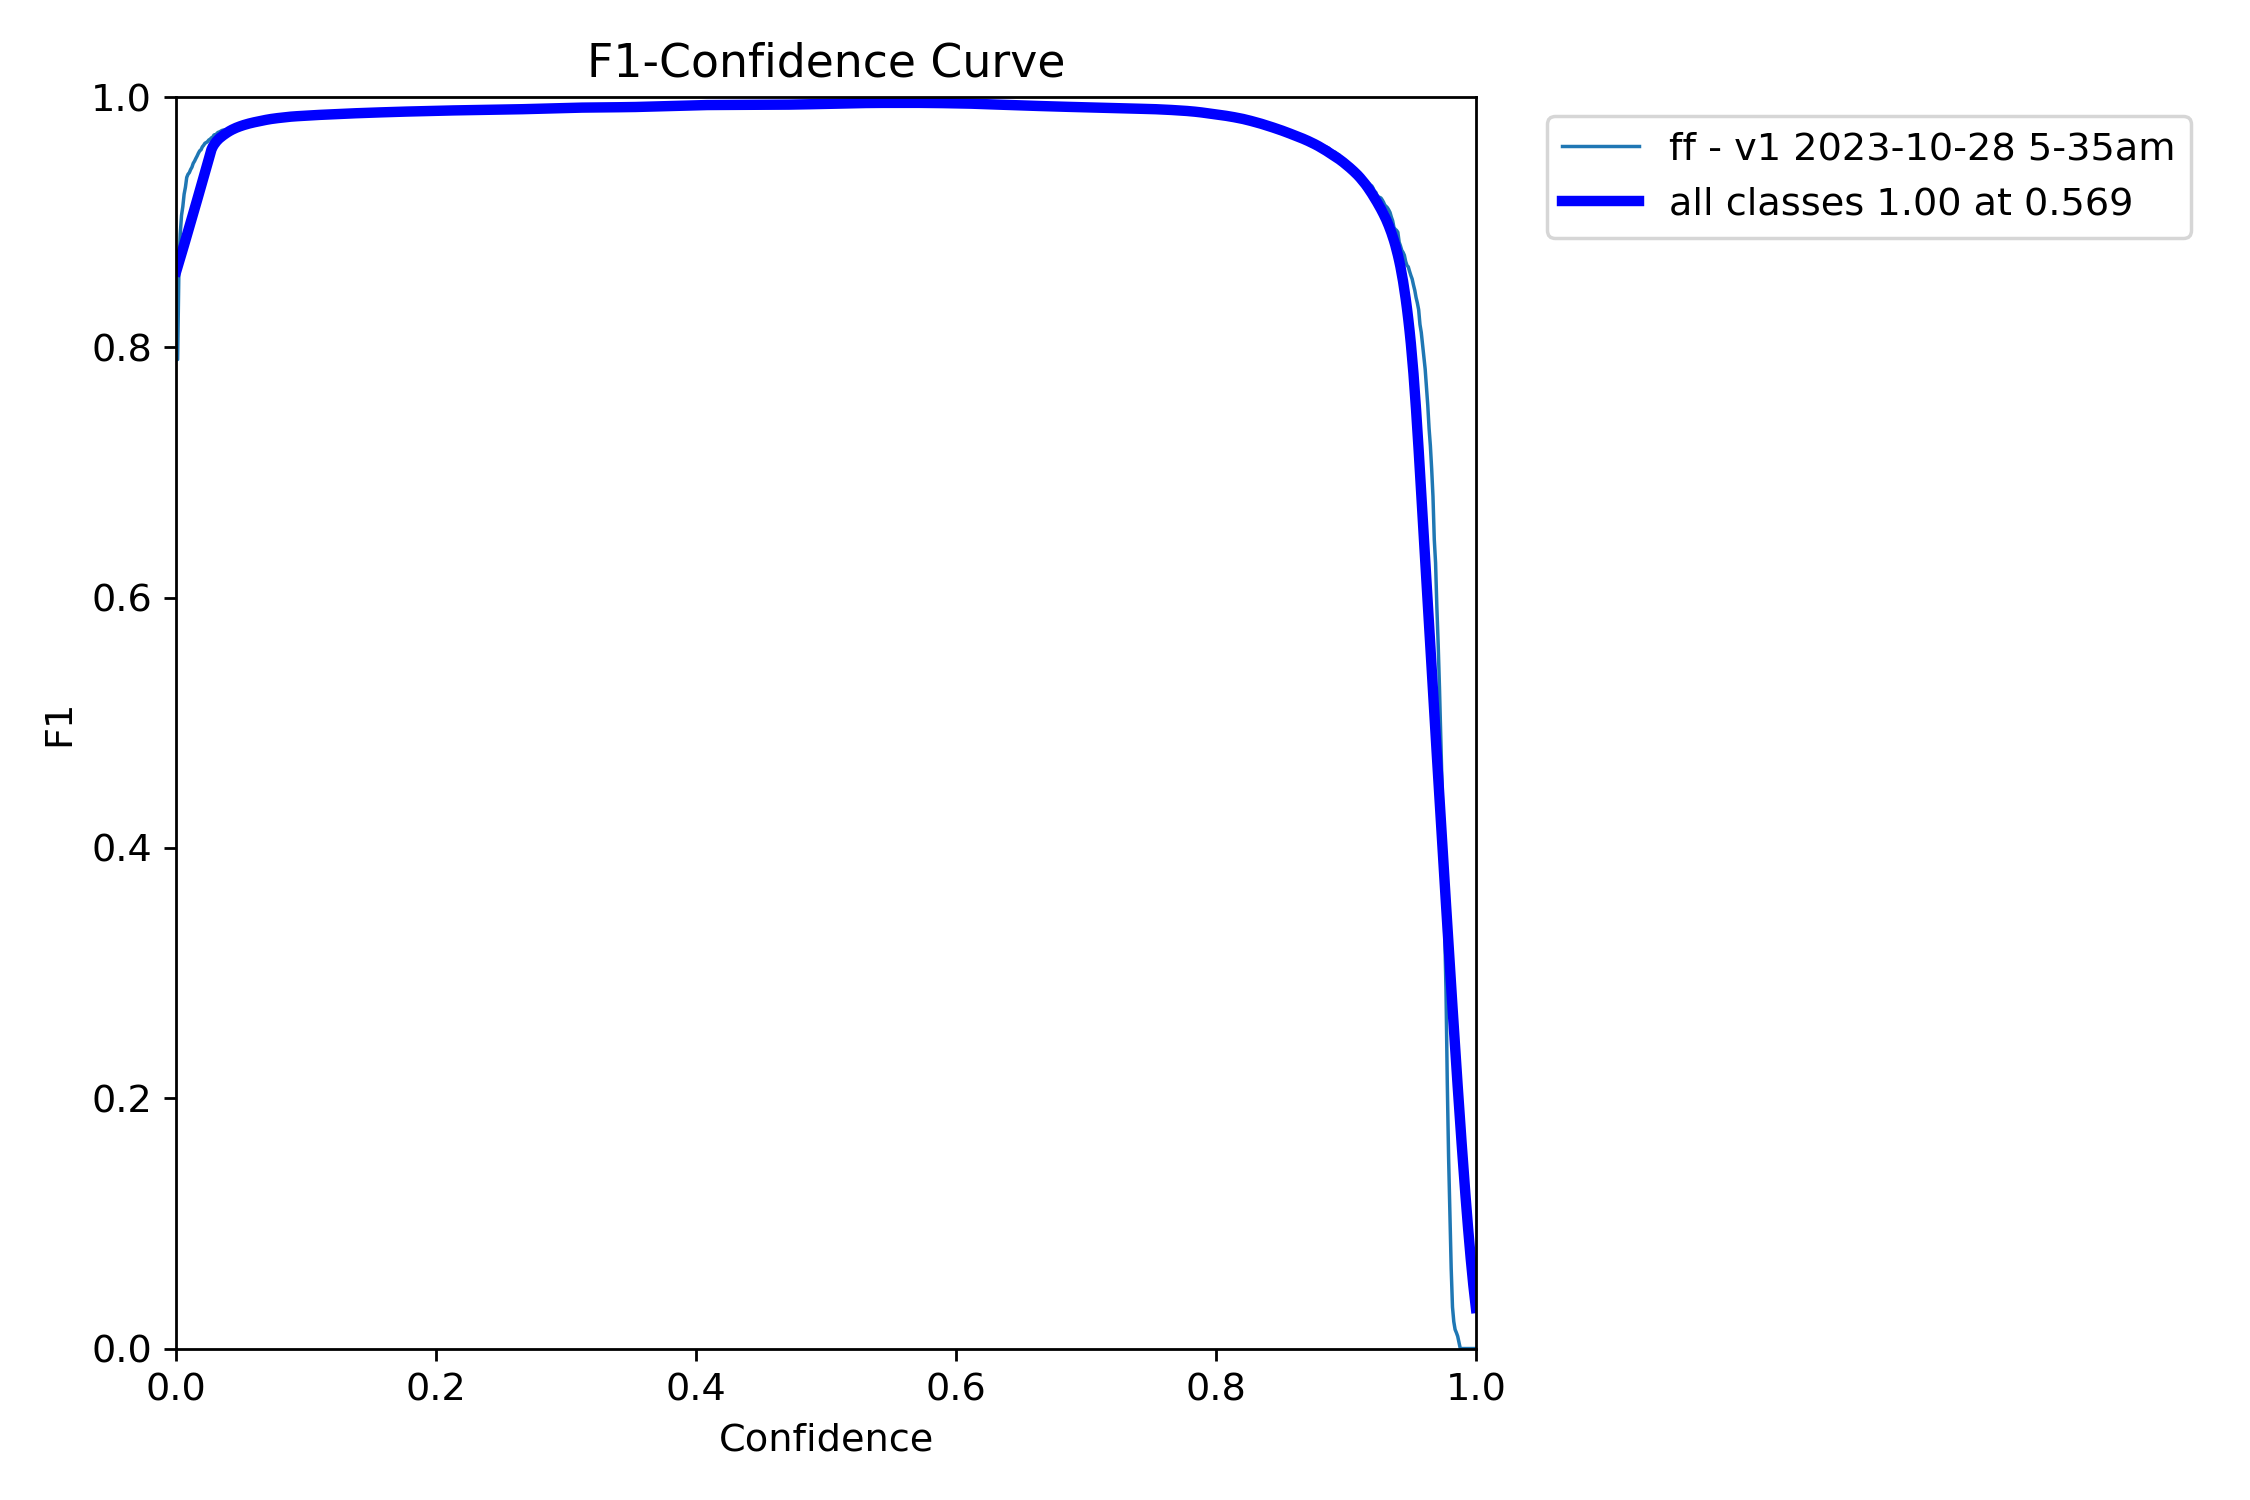 F1-Confidence Curve
1.0
0.8
0.6
0.4
0.2
0.0
F1
0.0 0.2 0.4 0.6 0.8 1.0
Confidence
ff - v1 2023-10-28 5-35am
all classes 1.00 at 0.569